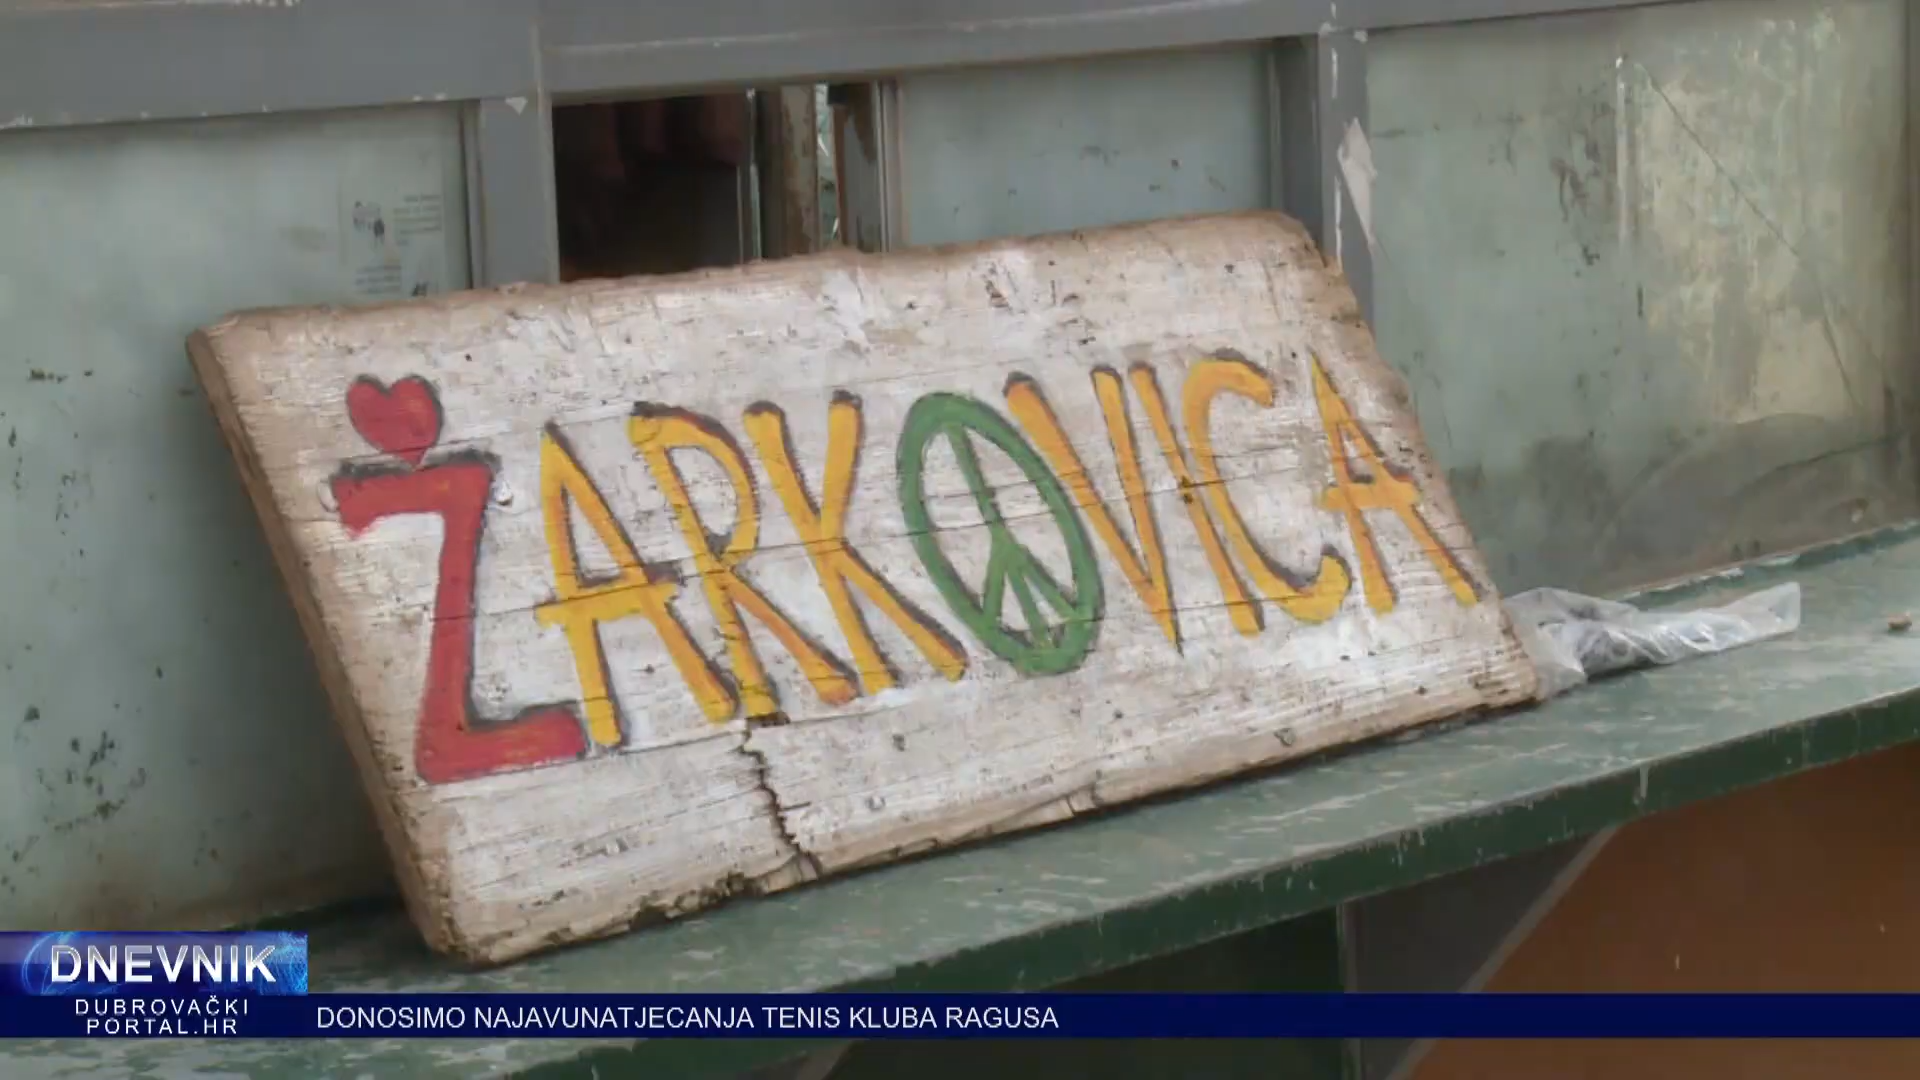 ŽARKOVICA
DNEVNIK
DUBROVAČKI
PORTAL.HR
DONOSIMO NAJAVUNATJECANJA TENIS KLUBA RAGUSA